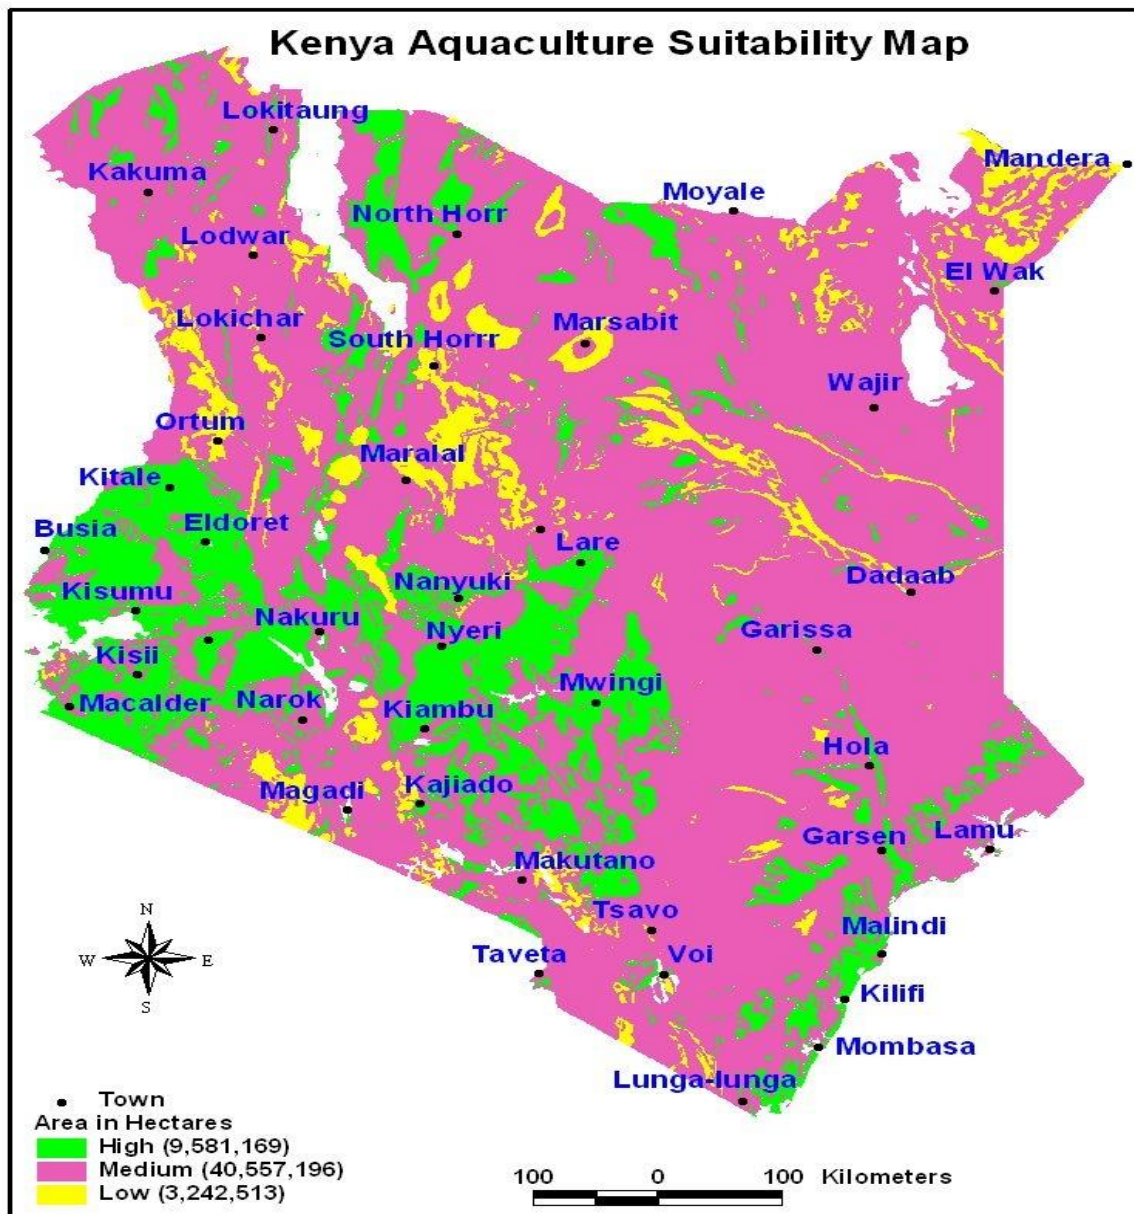 Kenya Aquaculture Suitability Map
Lokitaung
Mandera
Kakuma
Moyale
North Horr
Lodwar
El Wak
Lokichar
Marsabit
South Horrr
Wajir
Ortum
Maralal
Kitale
Busia
Eldoret
Lare
Dadaab
Nanyuki
Kisumu
Nakuru
Nyeri
Garissa
Kisii
Mwingi
Macalder
Narok
Kiambu
Hola
Kajiado
Magadi
Garsen
Lamu
Makutano
Tsavo
Malindi
Taveta
Voi
Kilifi
Mombasa
Lunga-lunga
N
W
E
S
Town
Area in Hectares
High (9,581,169)
Medium (40,557,196)
Low (3,242,513)
100 0 100 Kilometers